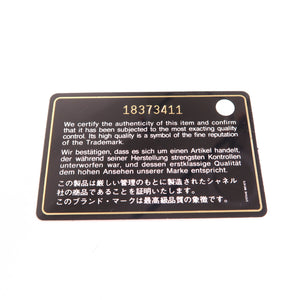 18373411
We certify the authenticity of this item and confirm
that it has been subjected to the most exacting quality
control. Its high quality is a symbol of the fine reputation
of the Trademark.
Wir bestätigen, dass es sich um einen Artikel handelt,
der während seiner Herstellung strengsten Kontrollen
unterworfen wurde und dessen erstklassige Qualität
dem hohen Ansehen unserer Marke entspricht.
この製品は厳しい管理のもとに製造されたシャネル
社の商品であることを証明いたします。
このブランド・マークは最高級品質の象徴です。